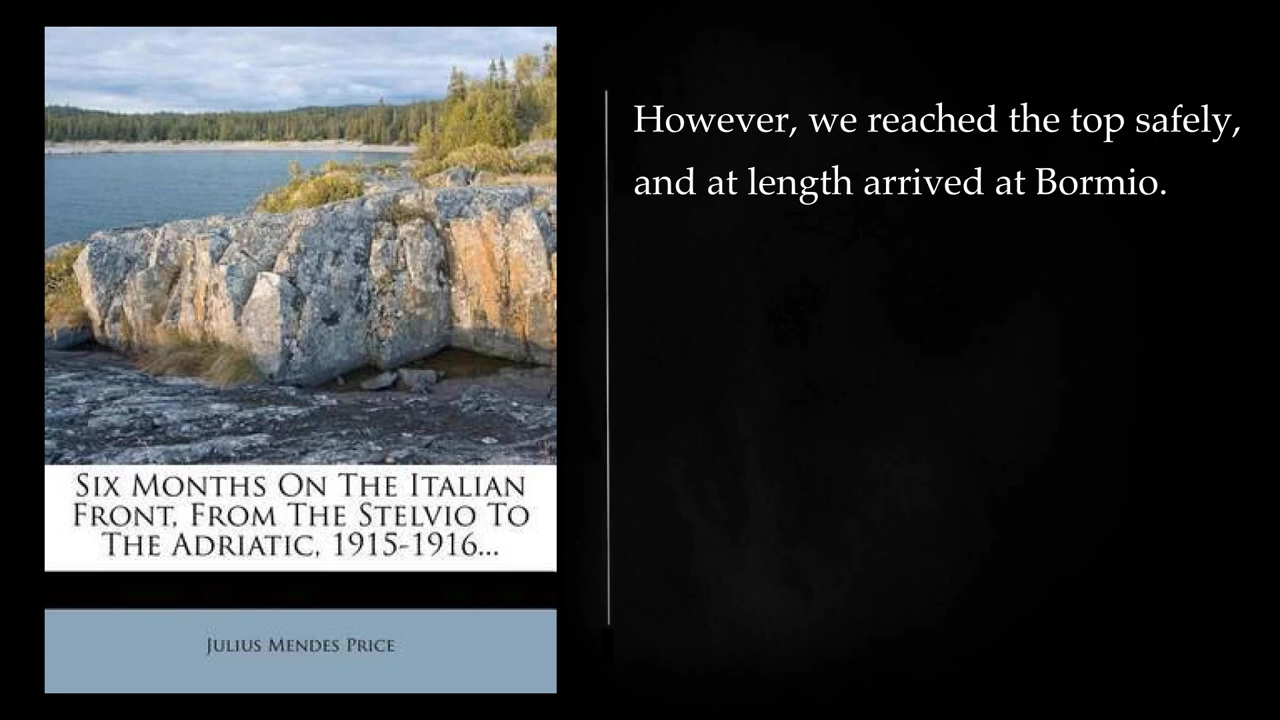 However, we reached the top safely,
and at length arrived at Bormio.
Six Months On The Italian
Front, From The Stelvio To
The Adriatic, 1915-1916...
Julius Mendes Price